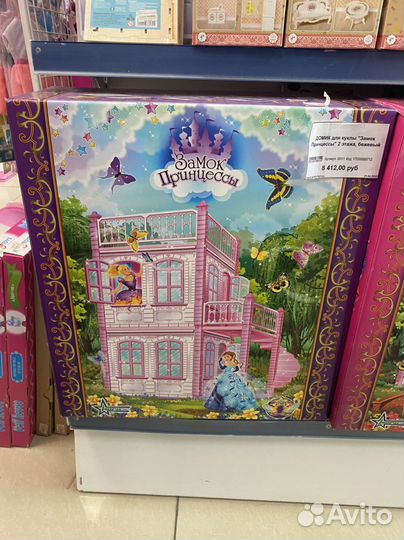 ДОМИК для куклы "Замок
Принцессы" 2 этажа, бежевый
8 412,00 руб
Замок
Принцессы
Avito